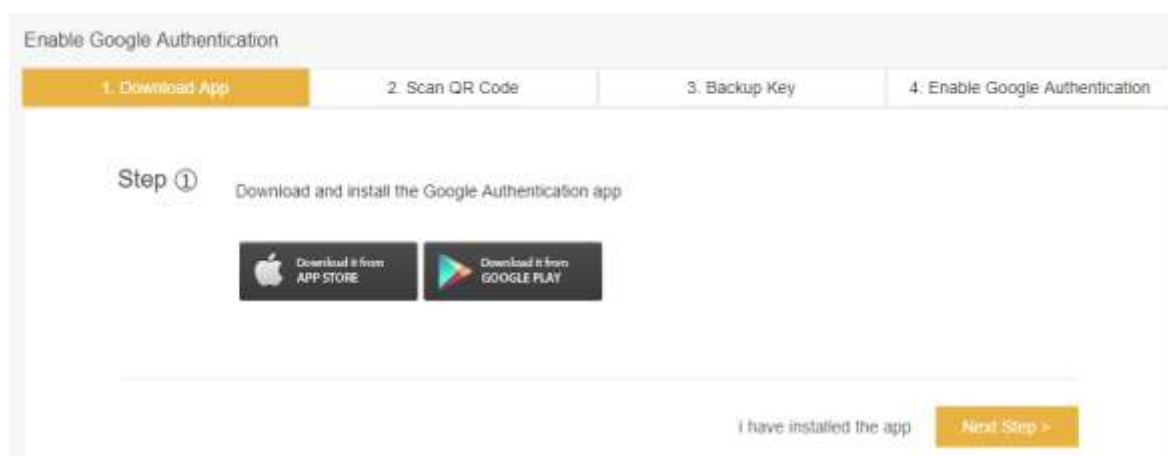 Enable Google Authentication
1. Download App
2. Scan QR Code
3. Backup Key
4. Enable Google Authentication
Step ①
Download and install the Google Authentication app
Download it from
APP STORE
Download it from
GOOGLE PLAY
I have installed the app
Next Step >